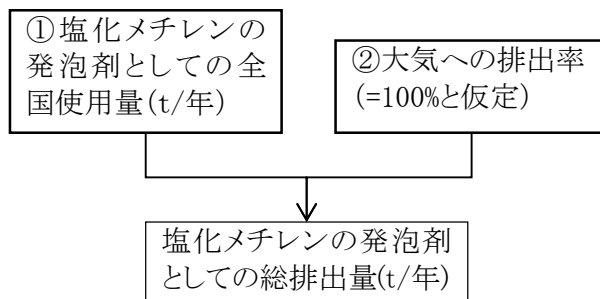 ①塩化メチレンの
発泡剤としての全
国使用量(t/年)
②大気への排出率
(=100%と仮定)
塩化メチレンの発泡剤
としての総排出量(t/年)